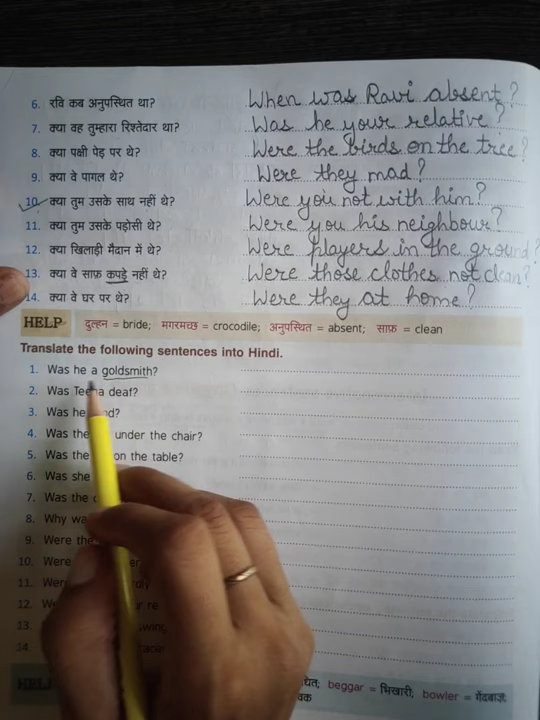 6. रवि कब अनुपस्थित था? When was Ravi absent?
7. क्या वह तुम्हारा रिश्तेदार था? Was he your relative?
8. क्या पक्षी पेड़ पर थे? Were the birds on the tree?
9. क्या वे पागल थे? Were they mad?
10. क्या तुम उसके साथ नहीं थे? Were you not with him?
11. क्या तुम उसके पड़ोसी थे? Were you his neighbour?
12. क्या खिलाड़ी मैदान में थे? Were players in the ground?
13. क्या वे साफ़ कपड़े नहीं थे? Were those clothes not clean?
14. क्या वे घर पर थे? Were they at home?
HELP दुल्हन = bride; मगरमच्छ = crocodile; अनुपस्थित = absent; साफ़ = clean
Translate the following sentences into Hindi.
1. Was he a goldsmith?
2. Was Teena deaf?
3. Was he
4. Was the under the chair?
5. Was the on the table?
6. Was she
7. Was the
8. Why
9. Were the
10. Were
11.
12.
13.
14.
HELP beggar = भिखारी; bowler = गेंदबाज़;